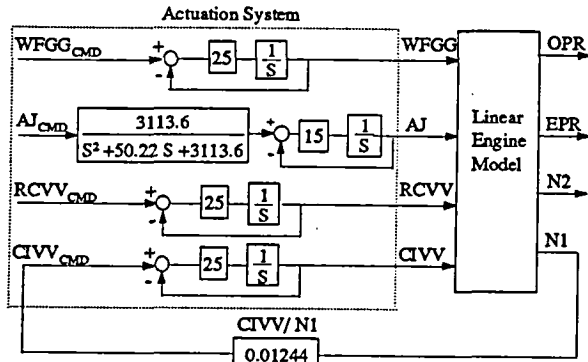 Actuation System
WFGG_CMD + - 25 1/S WFGG OPR
AJ_CMD 3113.6 / S² +50.22 S +3113.6 + - 15 1/S AJ EPR
Linear
Engine
Model
RCVV_CMD + - 25 1/S RCVV N2
CIVV_CMD + - 25 1/S CIVV N1
CIVV/ N1
0.01244